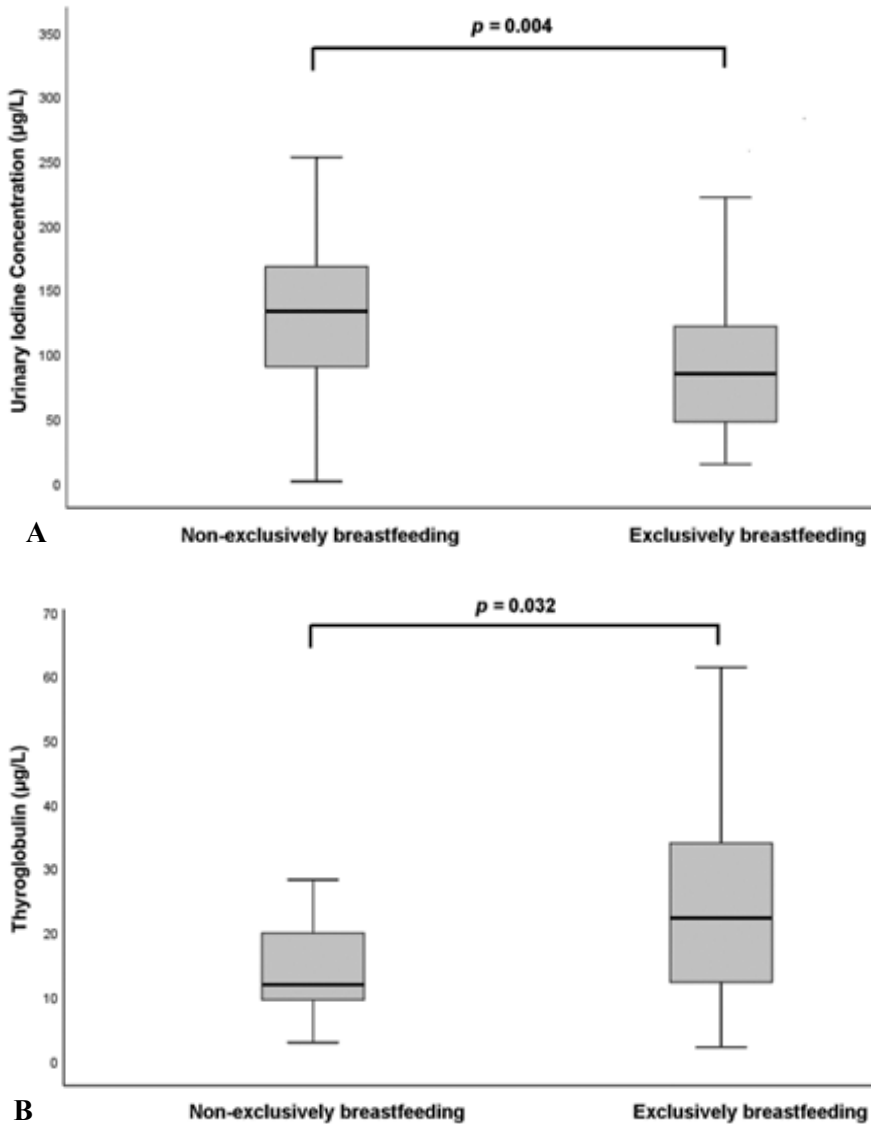 p = 0.004
Urinary Iodine Concentration (µg/L)
350
300
250
200
150
100
50
0
A
Non-exclusively breastfeeding Exclusively breastfeeding
p = 0.032
Thyroglobulin (µg/L)
70
60
50
40
30
20
10
0
B
Non-exclusively breastfeeding Exclusively breastfeeding